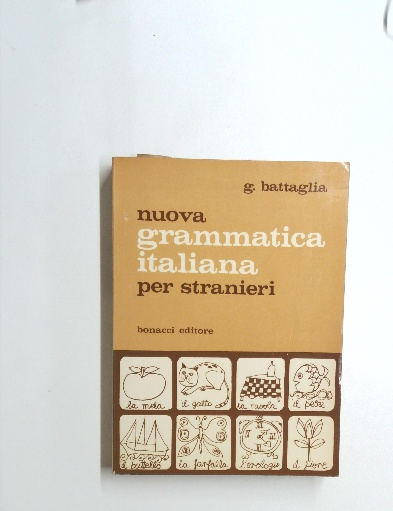 g. battaglia
nuova
grammatica
italiana
per stranieri
bonacci editore
la mela
il gatto
la tavola
il pesce
il battello
la farfalla
l'orologio
il fiore